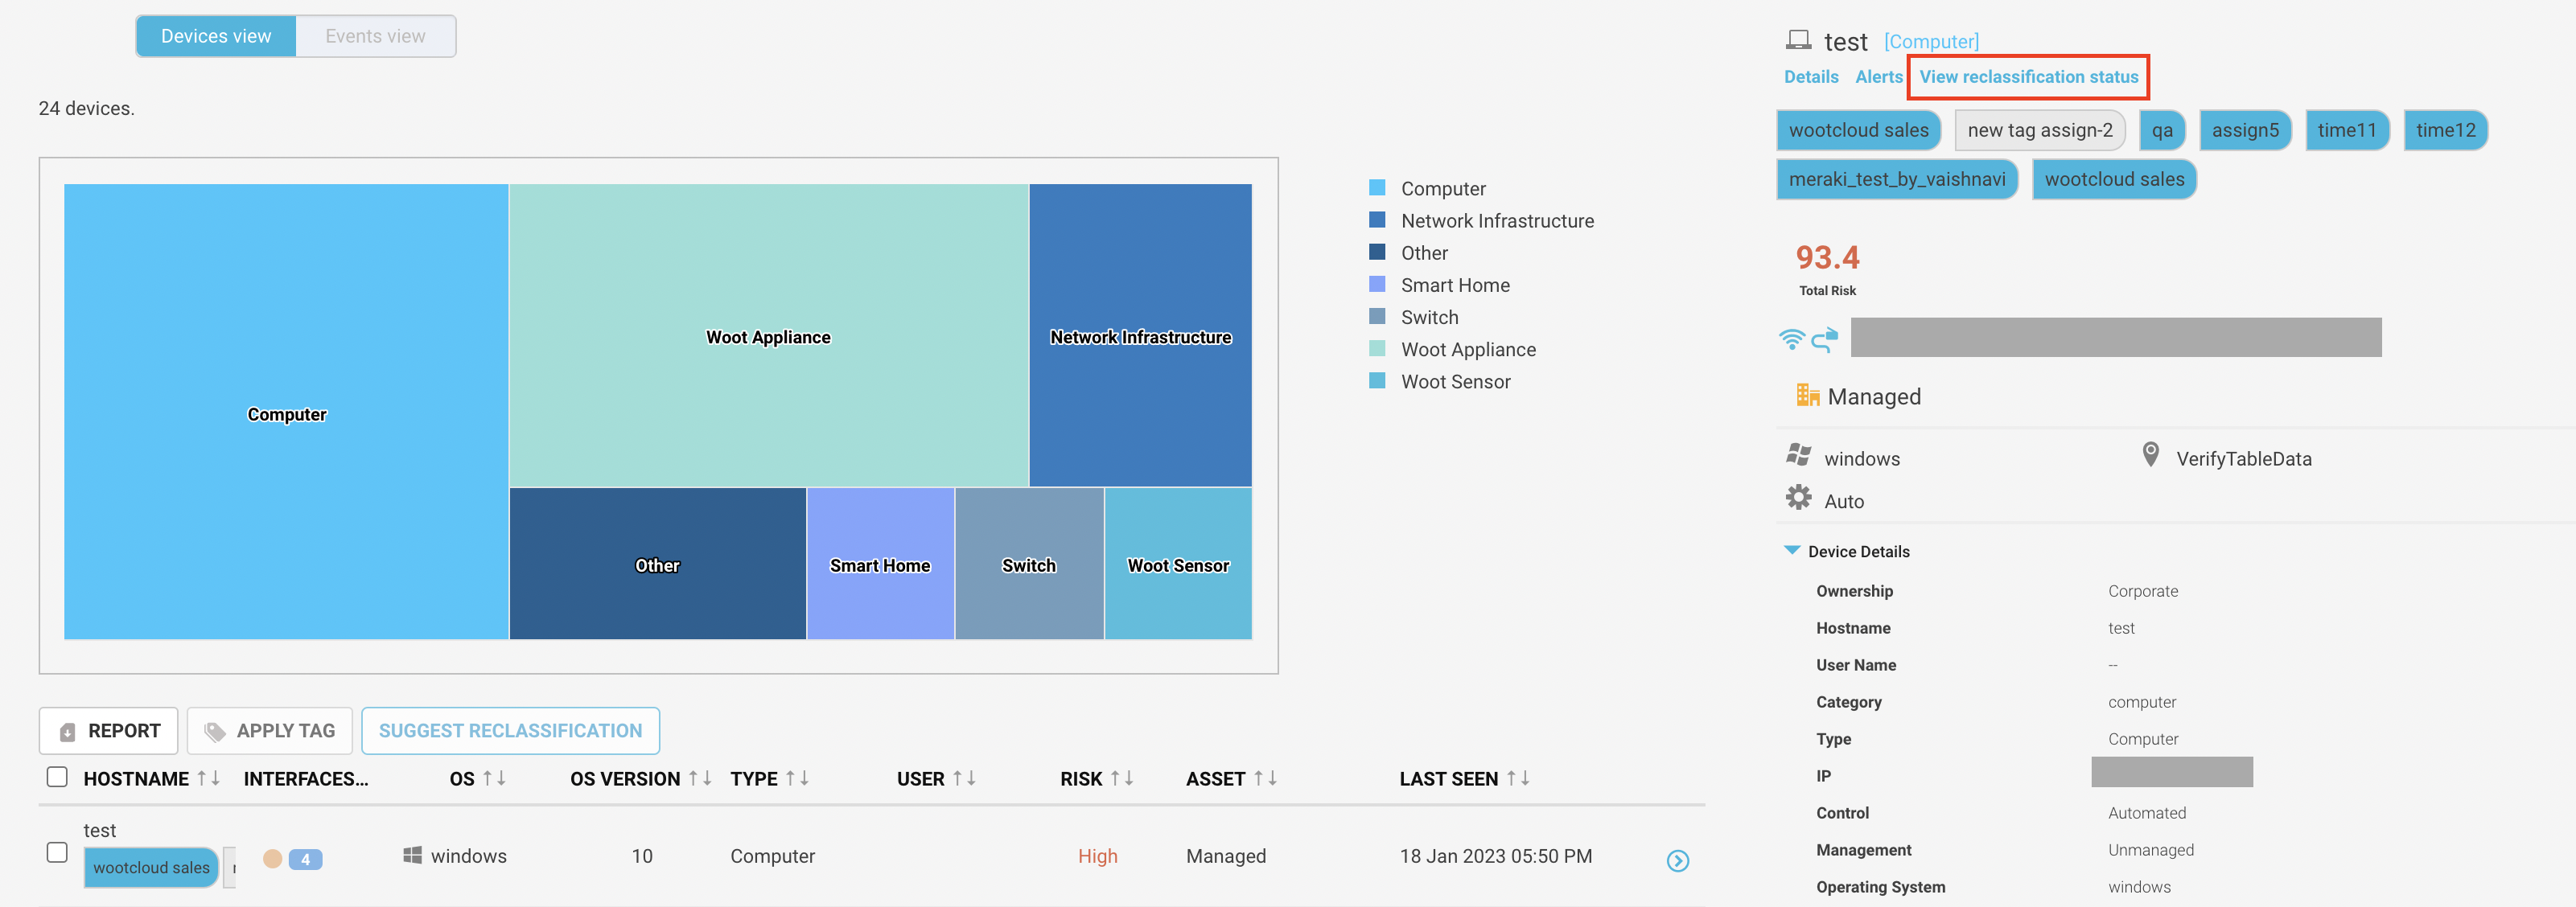 Devices view Events view
24 devices.
Computer
Woot Appliance
Network Infrastructure
Other
Smart Home
Switch
Woot Sensor
Computer
Network Infrastructure
Other
Smart Home
Switch
Woot Appliance
Woot Sensor
REPORT APPLY TAG SUGGEST RECLASSIFICATION
HOSTNAME INTERFACES... OS OS VERSION TYPE USER RISK ASSET LAST SEEN
test
wootcloud sales 4 windows 10 Computer High Managed 18 Jan 2023 05:50 PM
test [Computer]
Details Alerts View reclassification status
wootcloud sales new tag assign-2 qa assign5 time11 time12
meraki_test_by_vaishnavi wootcloud sales
93.4
Total Risk
Managed
windows VerifyTableData
Auto
Device Details
Ownership Corporate
Hostname test
User Name --
Category computer
Type Computer
IP
Control Automated
Management Unmanaged
Operating System windows